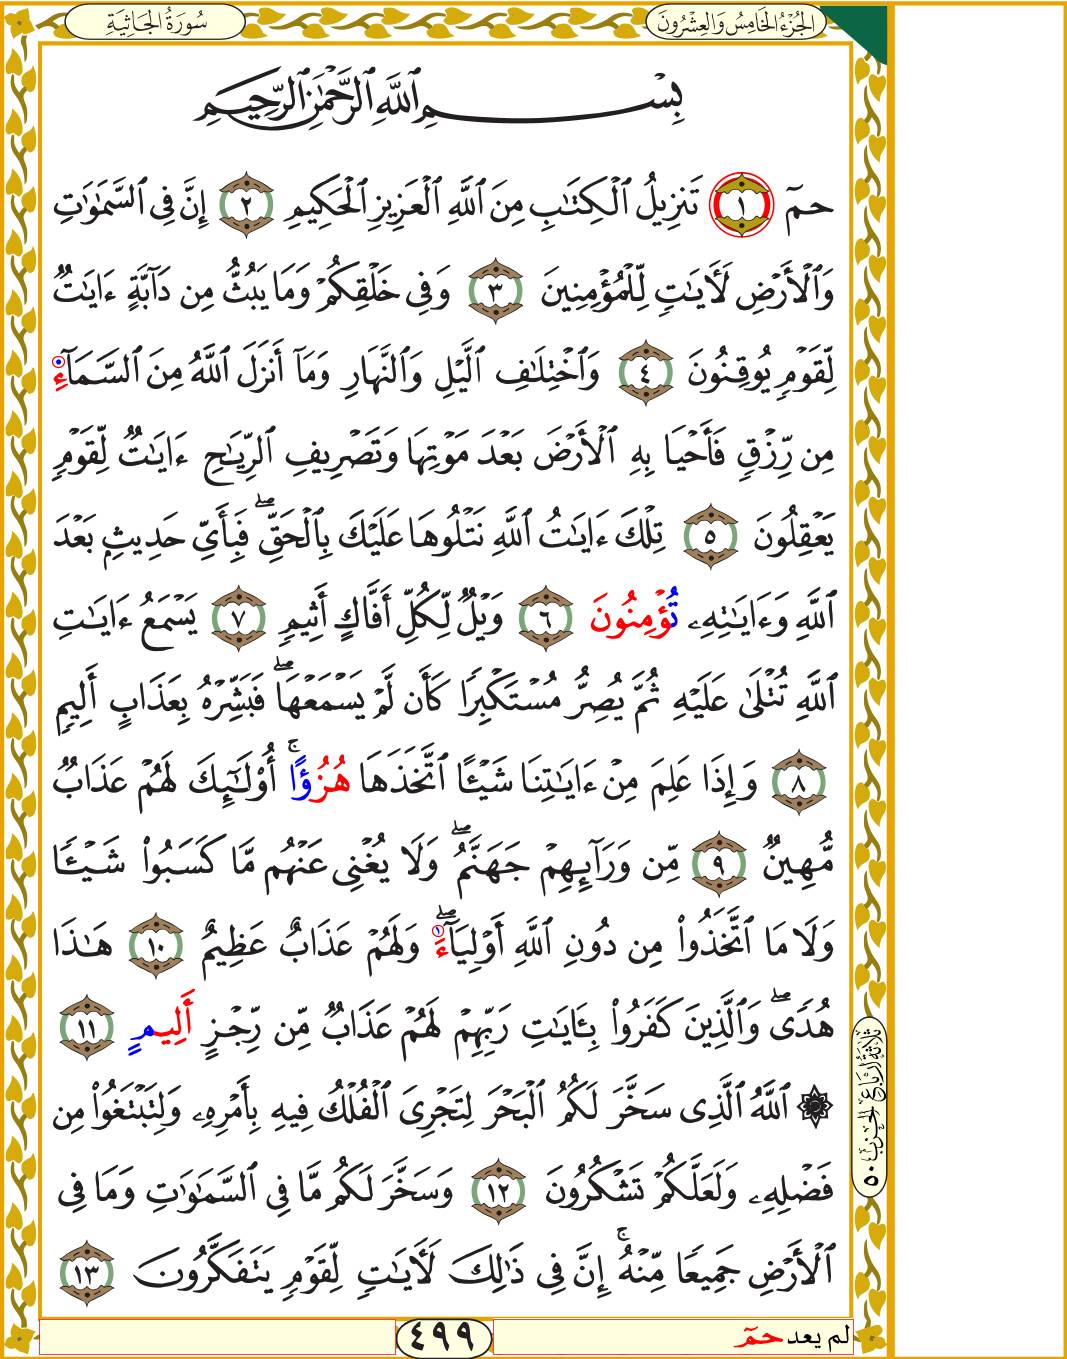 سُورَةُ الجَاثِيَةِ
الجُزْءُ الخَامِسُ وَالعِشْرُونَ
بِسْمِ ٱللَّهِ ٱلرَّحْمَٰنِ ٱلرَّحِيمِ
حمٓ ١ تَنزِيلُ ٱلْكِتَٰبِ مِنَ ٱللَّهِ ٱلْعَزِيزِ ٱلْحَكِيمِ ٢ إِنَّ فِى ٱلسَّمَٰوَٰتِ
وَٱلْأَرْضِ لَءَايَٰتٍ لِّلْمُؤْمِنِينَ ٣ وَفِى خَلْقِكُمْ وَمَا يَبُثُّ مِن دَآبَّةٍ ءَايَٰتٌ
لِّقَوْمٍ يُوقِنُونَ ٤ وَٱخْتِلَٰفِ ٱلَّيْلِ وَٱلنَّهَارِ وَمَآ أَنزَلَ ٱللَّهُ مِنَ ٱلسَّمَآءِ
مِن رِّزْقٍ فَأَحْيَا بِهِ ٱلْأَرْضَ بَعْدَ مَوْتِهَا وَتَصْرِيفِ ٱلرِّيَٰحِ ءَايَٰتٌ لِّقَوْمٍ
يَعْقِلُونَ ٥ تِلْكَ ءَايَٰتُ ٱللَّهِ نَتْلُوهَا عَلَيْكَ بِٱلْحَقِّ ۖ فَبِأَىِّ حَدِيثٍ بَعْدَ
ٱللَّهِ وَءَايَٰتِهِۦ تُؤْمِنُونَ ٦ وَيْلٌ لِّكُلِّ أَفَّاكٍ أَثِيمٍ ٧ يَسْمَعُ ءَايَٰتِ
ٱللَّهِ تُتْلَىٰ عَلَيْهِ ثُمَّ يُصِرُّ مُسْتَكْبِرًا كَأَن لَّمْ يَسْمَعْهَا ۖ فَبَشِّرْهُ بِعَذَابٍ أَلِيمٍ
٨ وَإِذَا عَلِمَ مِنْ ءَايَٰتِنَا شَيْـًٔا ٱتَّخَذَهَا هُزُؤًا ۚ أُو۟لَٰٓئِكَ لَهُمْ عَذَابٌ
مُّهِينٌ ٩ مِّن وَرَآئِهِمْ جَهَنَّمُ ۖ وَلَا يُغْنِى عَنْهُم مَّا كَسَبُوا۟ شَيْـًٔا
وَلَا مَا ٱتَّخَذُوا۟ مِن دُونِ ٱللَّهِ أَوْلِيَآءَ ۖ وَلَهُمْ عَذَابٌ عَظِيمٌ ١٠ هَٰذَا
هُدًى ۖ وَٱلَّذِينَ كَفَرُوا۟ بِـَٔايَٰتِ رَبِّهِمْ لَهُمْ عَذَابٌ مِّن رِّجْزٍ أَلِيمٍ ١١
۞ ٱللَّهُ ٱلَّذِى سَخَّرَ لَكُمُ ٱلْبَحْرَ لِتَجْرِىَ ٱلْفُلْكُ فِيهِ بِأَمْرِهِۦ وَلِتَبْتَغُوا۟ مِن
فَضْلِهِۦ وَلَعَلَّكُمْ تَشْكُرُونَ ١٢ وَسَخَّرَ لَكُم مَّا فِى ٱلسَّمَٰوَٰتِ وَمَا فِى
ٱلْأَرْضِ جَمِيعًا مِّنْهُ ۚ إِنَّ فِى ذَٰلِكَ لَءَايَٰتٍ لِّقَوْمٍ يَتَفَكَّرُونَ ١٣
ثلاثة أرباع الحزب ٥٠
لم يعد حمٓ
٤٩٩